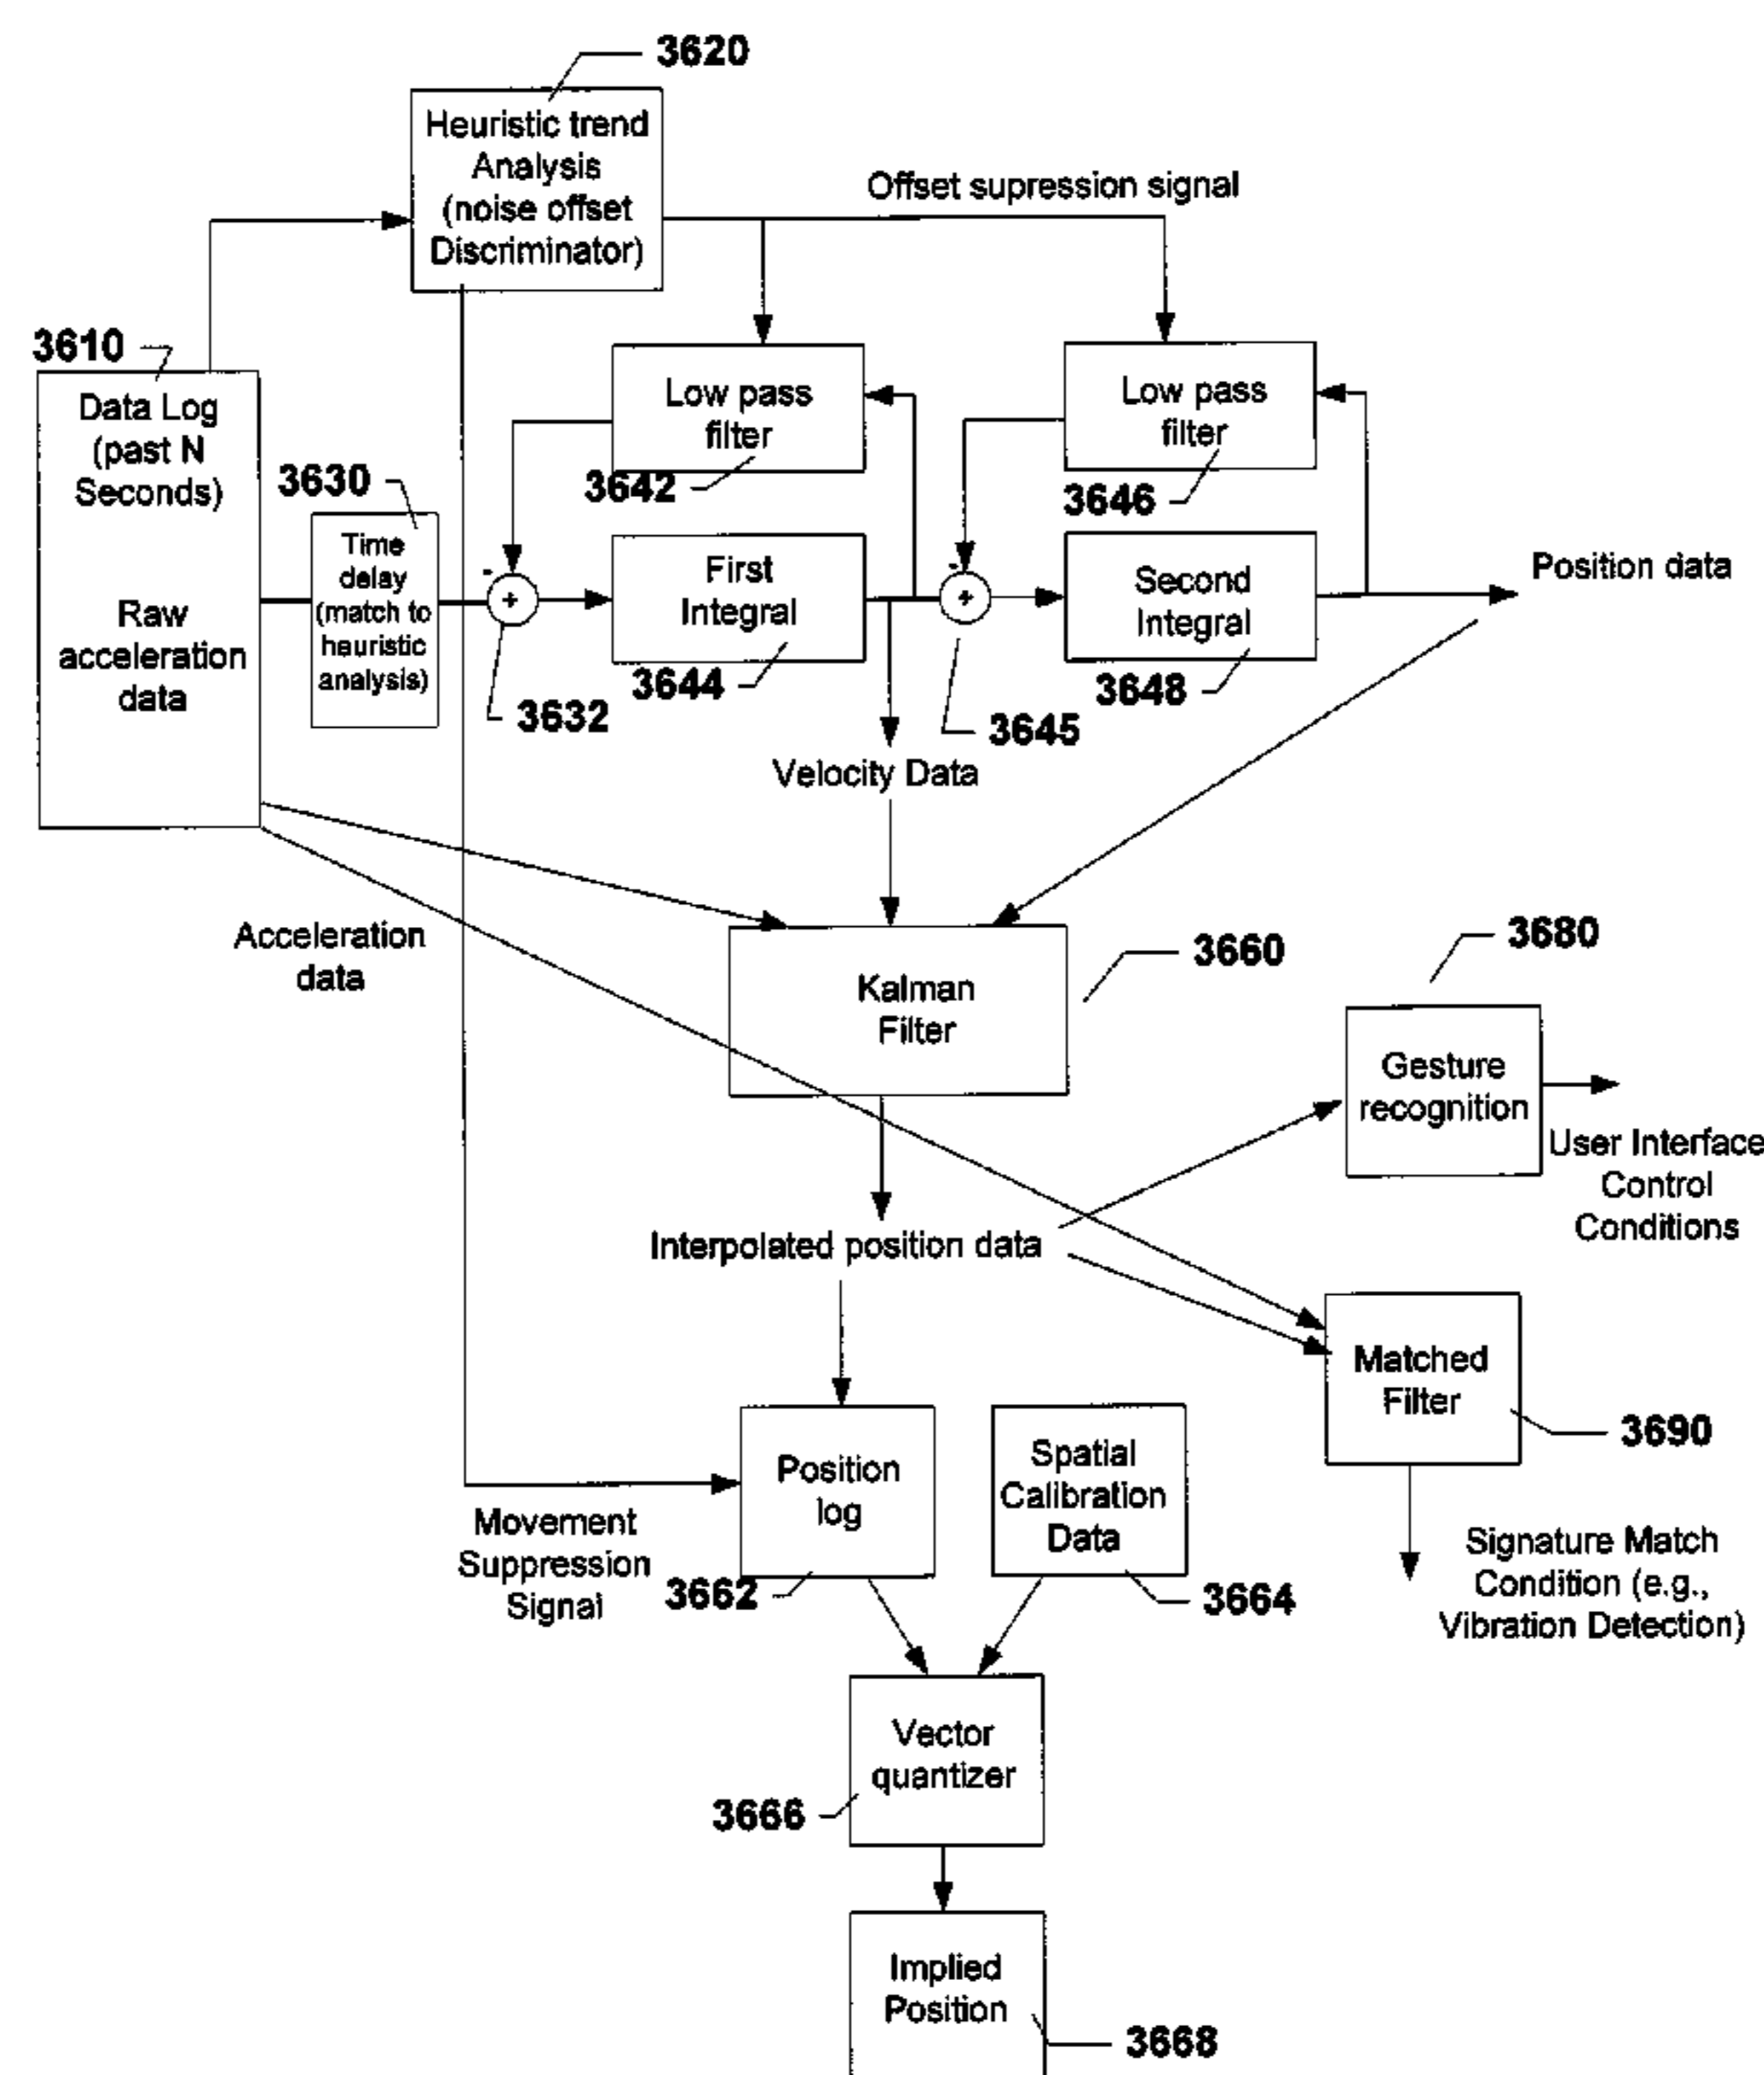 3620
Heuristic trend
Analysis
(noise offset
Discriminator)
Offset supression signal
3610
Data Log
(past N
Seconds)
Raw
acceleration
data
3630
Time
delay
(match to
heuristic
analysis)
Low pass
filter
3642
Low pass
filter
3646
-
+
3632
First
Integral
3644
-
+
3645
Second
Integral
3648
Position data
Velocity Data
Acceleration
data
Kalman
Filter
3660
3680
Gesture
recognition
User Interface
Control
Conditions
Interpolated position data
Matched
Filter
3690
Signature Match
Condition (e.g.,
Vibration Detection)
Movement
Suppression
Signal
Position
log
3662
Spatial
Calibration
Data
3664
Vector
quantizer
3666
Implied
Position
3668